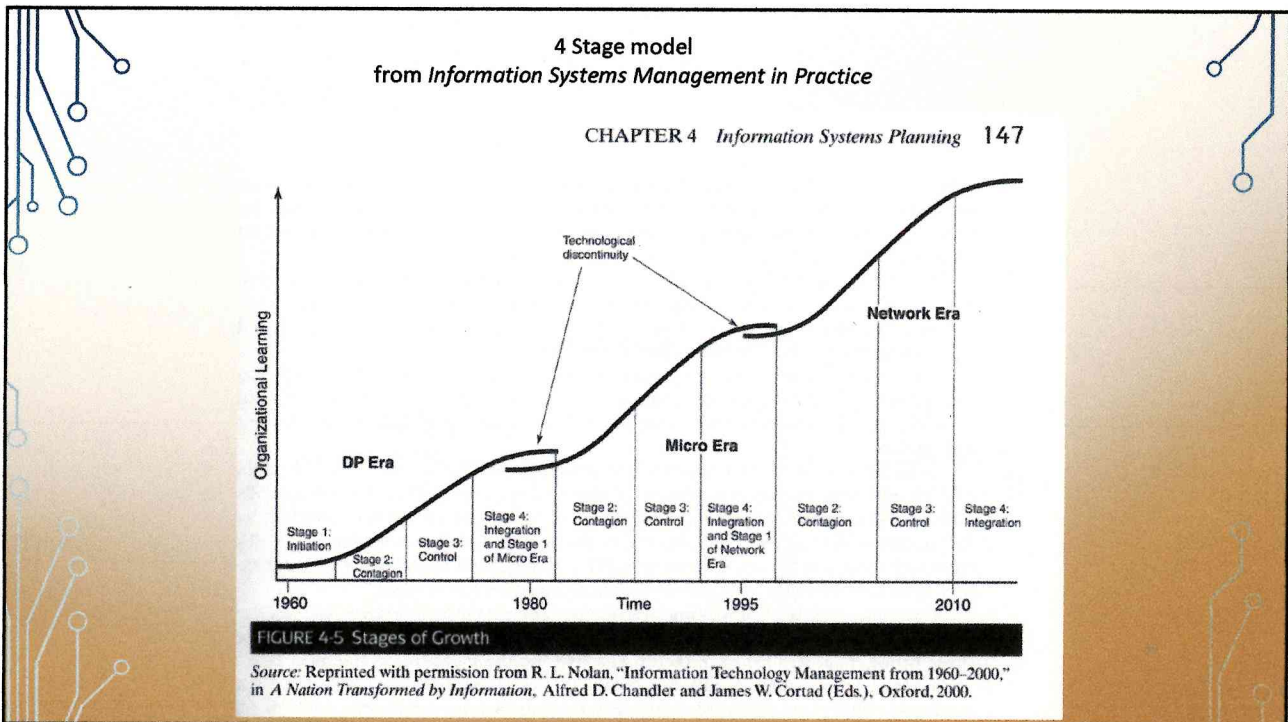 4 Stage model
from Information Systems Management in Practice
CHAPTER 4 Information Systems Planning 147
Technological
discontinuity
Organizational Learning
Network Era
Micro Era
DP Era
Stage 1:
Initiation
Stage 2:
Contagion
Stage 3:
Control
Stage 4:
Integration
and Stage 1
of Micro Era
Stage 2:
Contagion
Stage 3:
Control
Stage 4:
Integration
and Stage 1
of Network
Era
Stage 2:
Contagion
Stage 3:
Control
Stage 4:
Integration
1960 1980 Time 1995 2010
FIGURE 4-5 Stages of Growth
Source: Reprinted with permission from R. L. Nolan, "Information Technology Management from 1960–2000,"
in A Nation Transformed by Information, Alfred D. Chandler and James W. Cortad (Eds.), Oxford, 2000.